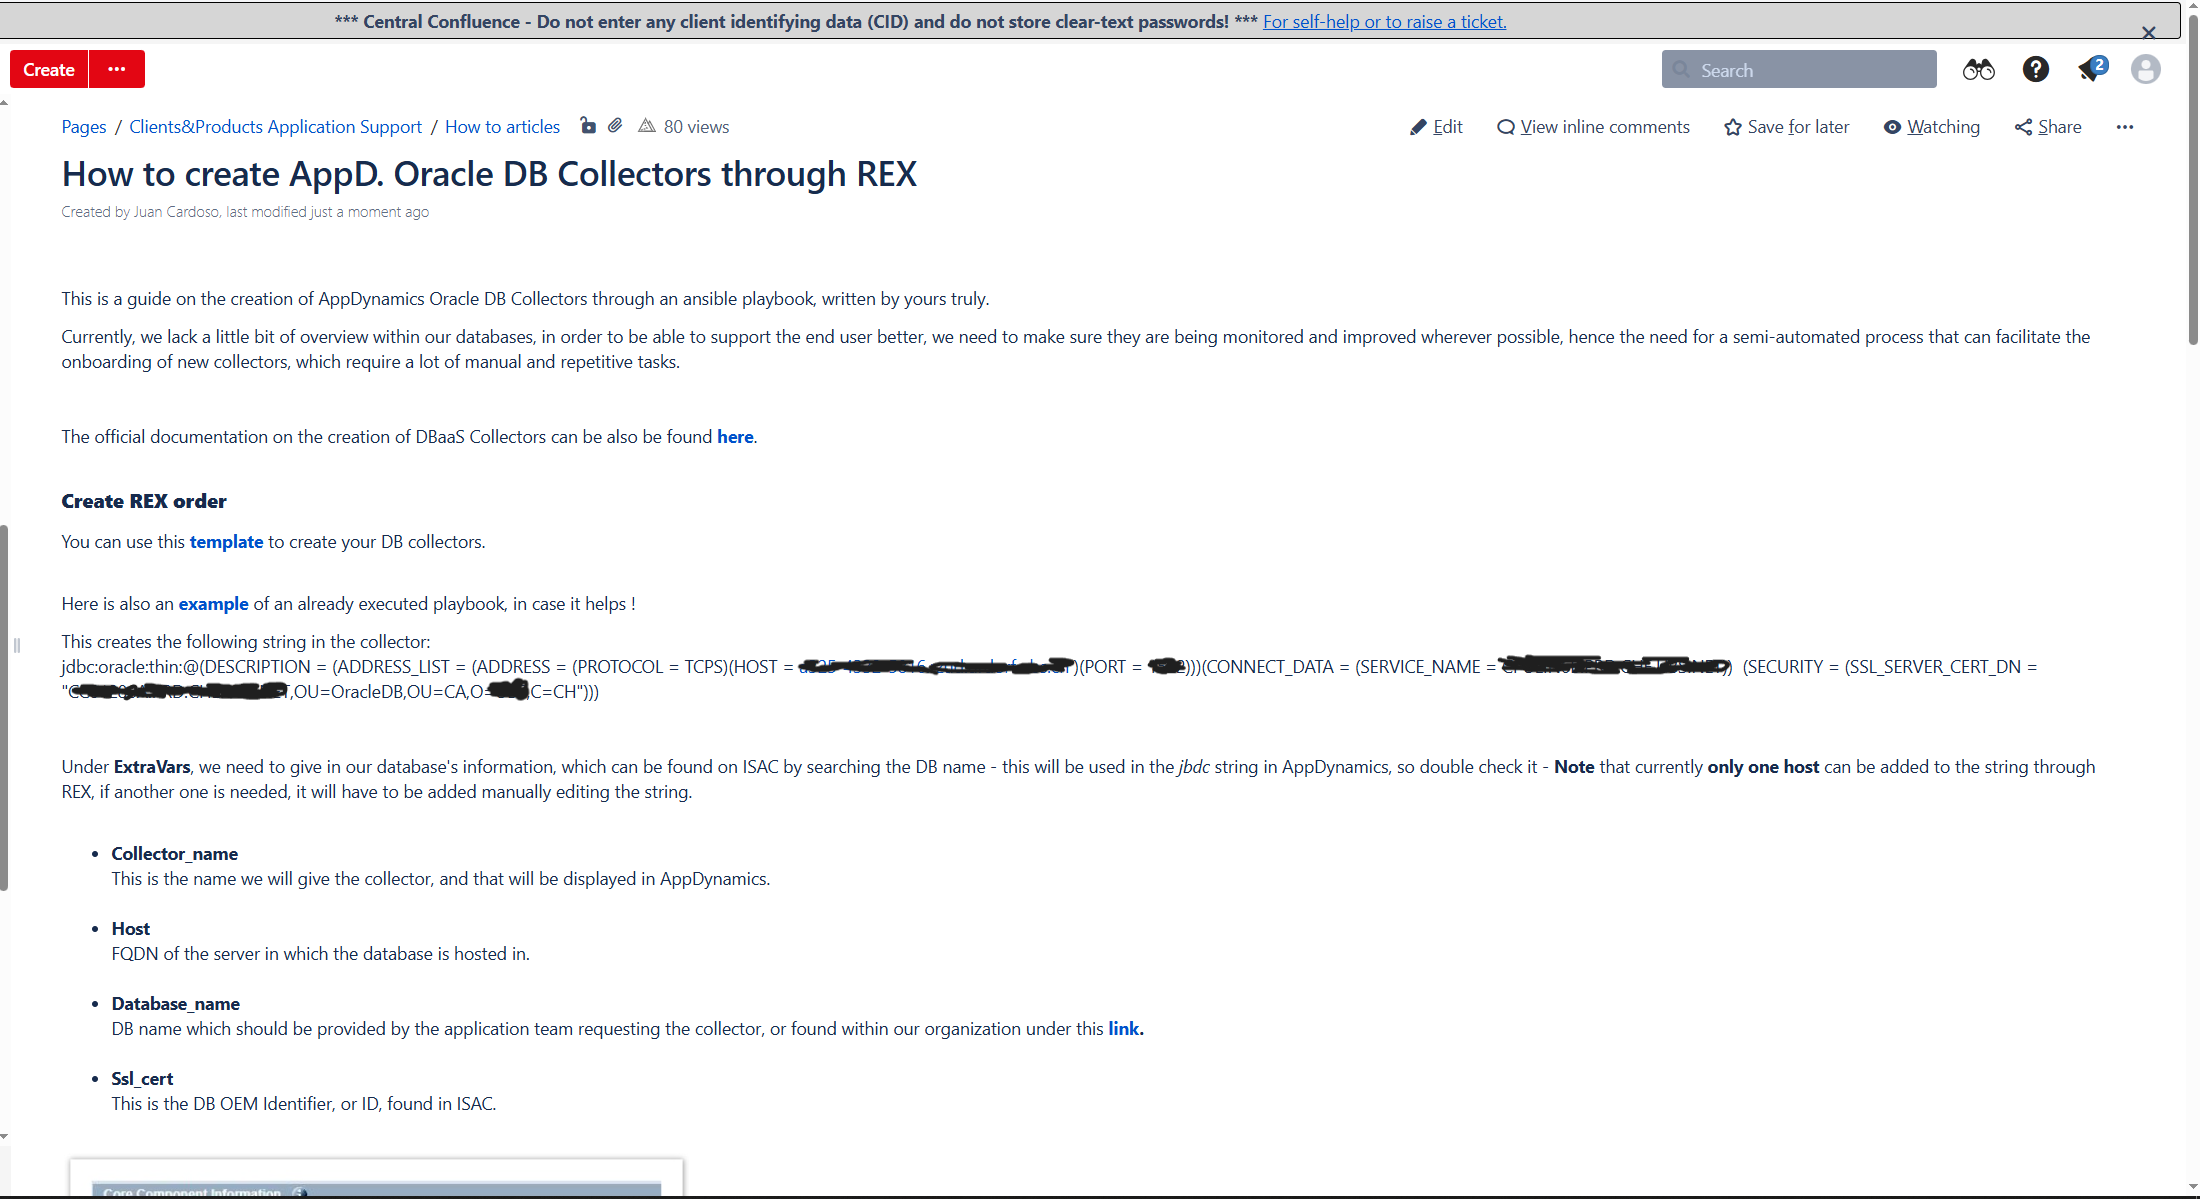 *** Central Confluence - Do not enter any client identifying data (CID) and do not store clear-text passwords! *** For self-help or to raise a ticket.
Create
Search
2
Pages / Clients&Products Application Support / How to articles 80 views
Edit View inline comments Save for later Watching Share
How to create AppD. Oracle DB Collectors through REX
Created by Juan Cardoso, last modified just a moment ago
This is a guide on the creation of AppDynamics Oracle DB Collectors through an ansible playbook, written by yours truly.
Currently, we lack a little bit of overview within our databases, in order to be able to support the end user better, we need to make sure they are being monitored and improved wherever possible, hence the need for a semi-automated process that can facilitate the
onboarding of new collectors, which require a lot of manual and repetitive tasks.
The official documentation on the creation of DBaaS Collectors can be also be found here.
Create REX order
You can use this template to create your DB collectors.
Here is also an example of an already executed playbook, in case it helps !
This creates the following string in the collector:
jdbc:oracle:thin:@(DESCRIPTION = (ADDRESS_LIST = (ADDRESS = (PROTOCOL = TCPS)(HOST = )(PORT = )))(CONNECT_DATA = (SERVICE_NAME = )) (SECURITY = (SSL_SERVER_CERT_DN =
" ,OU=OracleDB,OU=CA,O= ,C=CH")))
Under ExtraVars, we need to give in our database's information, which can be found on ISAC by searching the DB name - this will be used in the jbdc string in AppDynamics, so double check it - Note that currently only one host can be added to the string through
REX, if another one is needed, it will have to be added manually editing the string.
• Collector_name
This is the name we will give the collector, and that will be displayed in AppDynamics.
• Host
FQDN of the server in which the database is hosted in.
• Database_name
DB name which should be provided by the application team requesting the collector, or found within our organization under this link.
• Ssl_cert
This is the DB OEM Identifier, or ID, found in ISAC.
Core Component Information